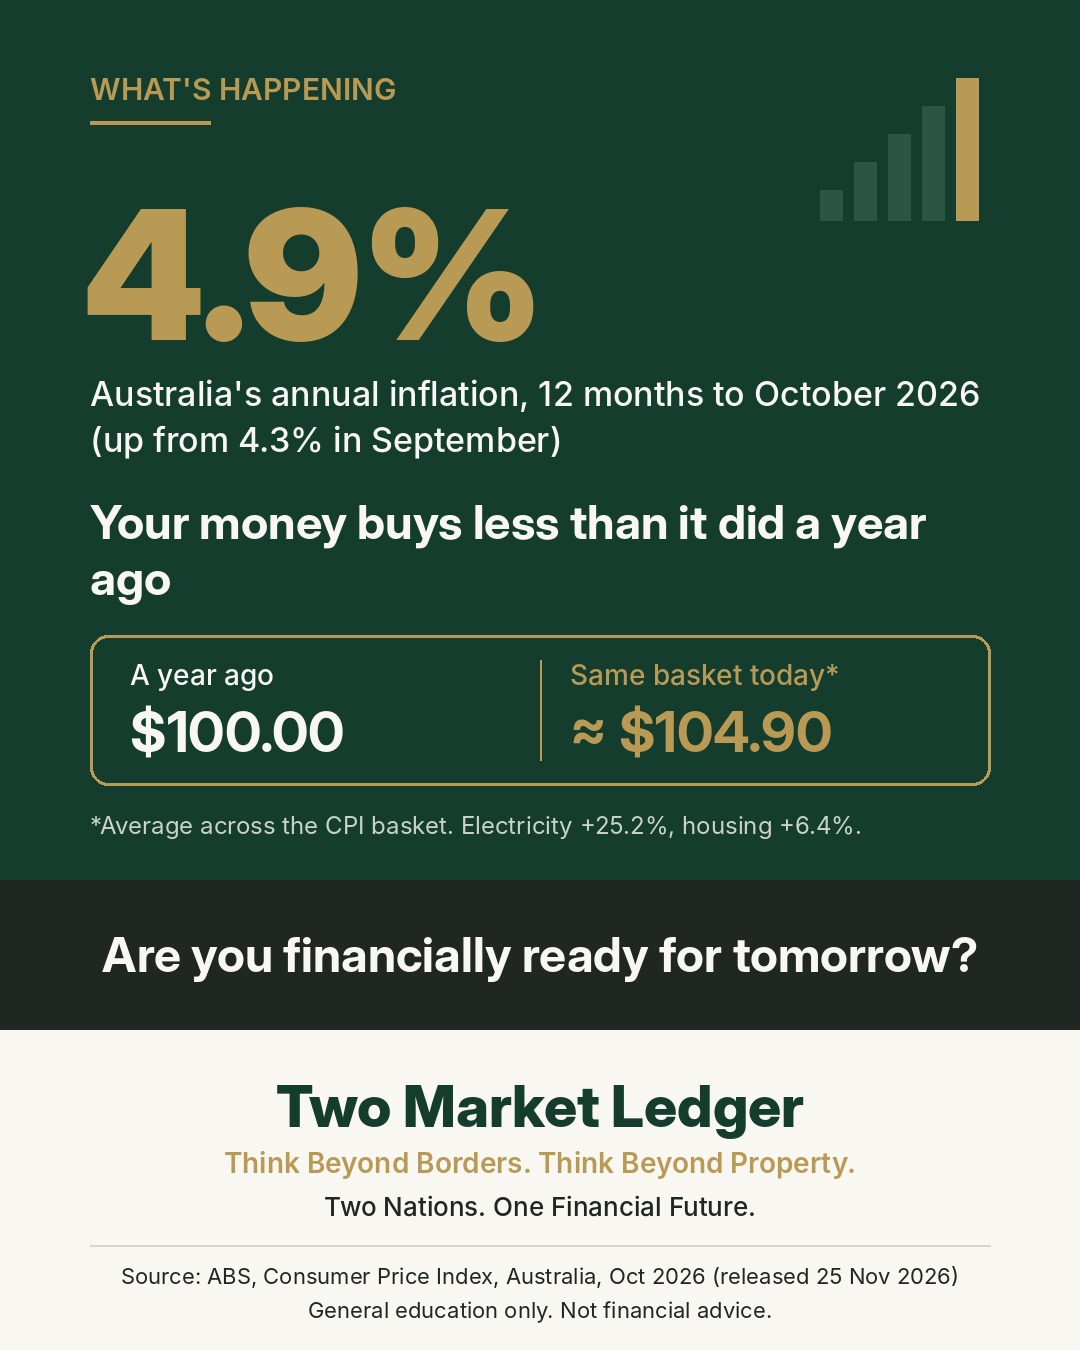 WHAT'S HAPPENING
4.9%
Australia's annual inflation, 12 months to October 2026
(up from 4.3% in September)
Your money buys less than it did a year
ago
A year ago
$100.00
Same basket today*
≈ $104.90
*Average across the CPI basket. Electricity +25.2%, housing +6.4%.
Are you financially ready for tomorrow?
Two Market Ledger
Think Beyond Borders. Think Beyond Property.
Two Nations. One Financial Future.
Source: ABS, Consumer Price Index, Australia, Oct 2026 (released 25 Nov 2026)
General education only. Not financial advice.